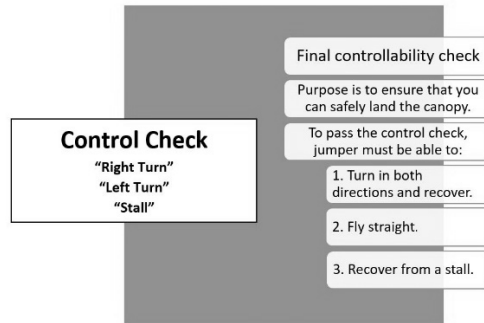 Control Check
“Right Turn”
“Left Turn”
“Stall”
Final controllability check
Purpose is to ensure that you
can safely land the canopy.
To pass the control check,
jumper must be able to:
1. Turn in both
directions and recover.
2. Fly straight.
3. Recover from a stall.